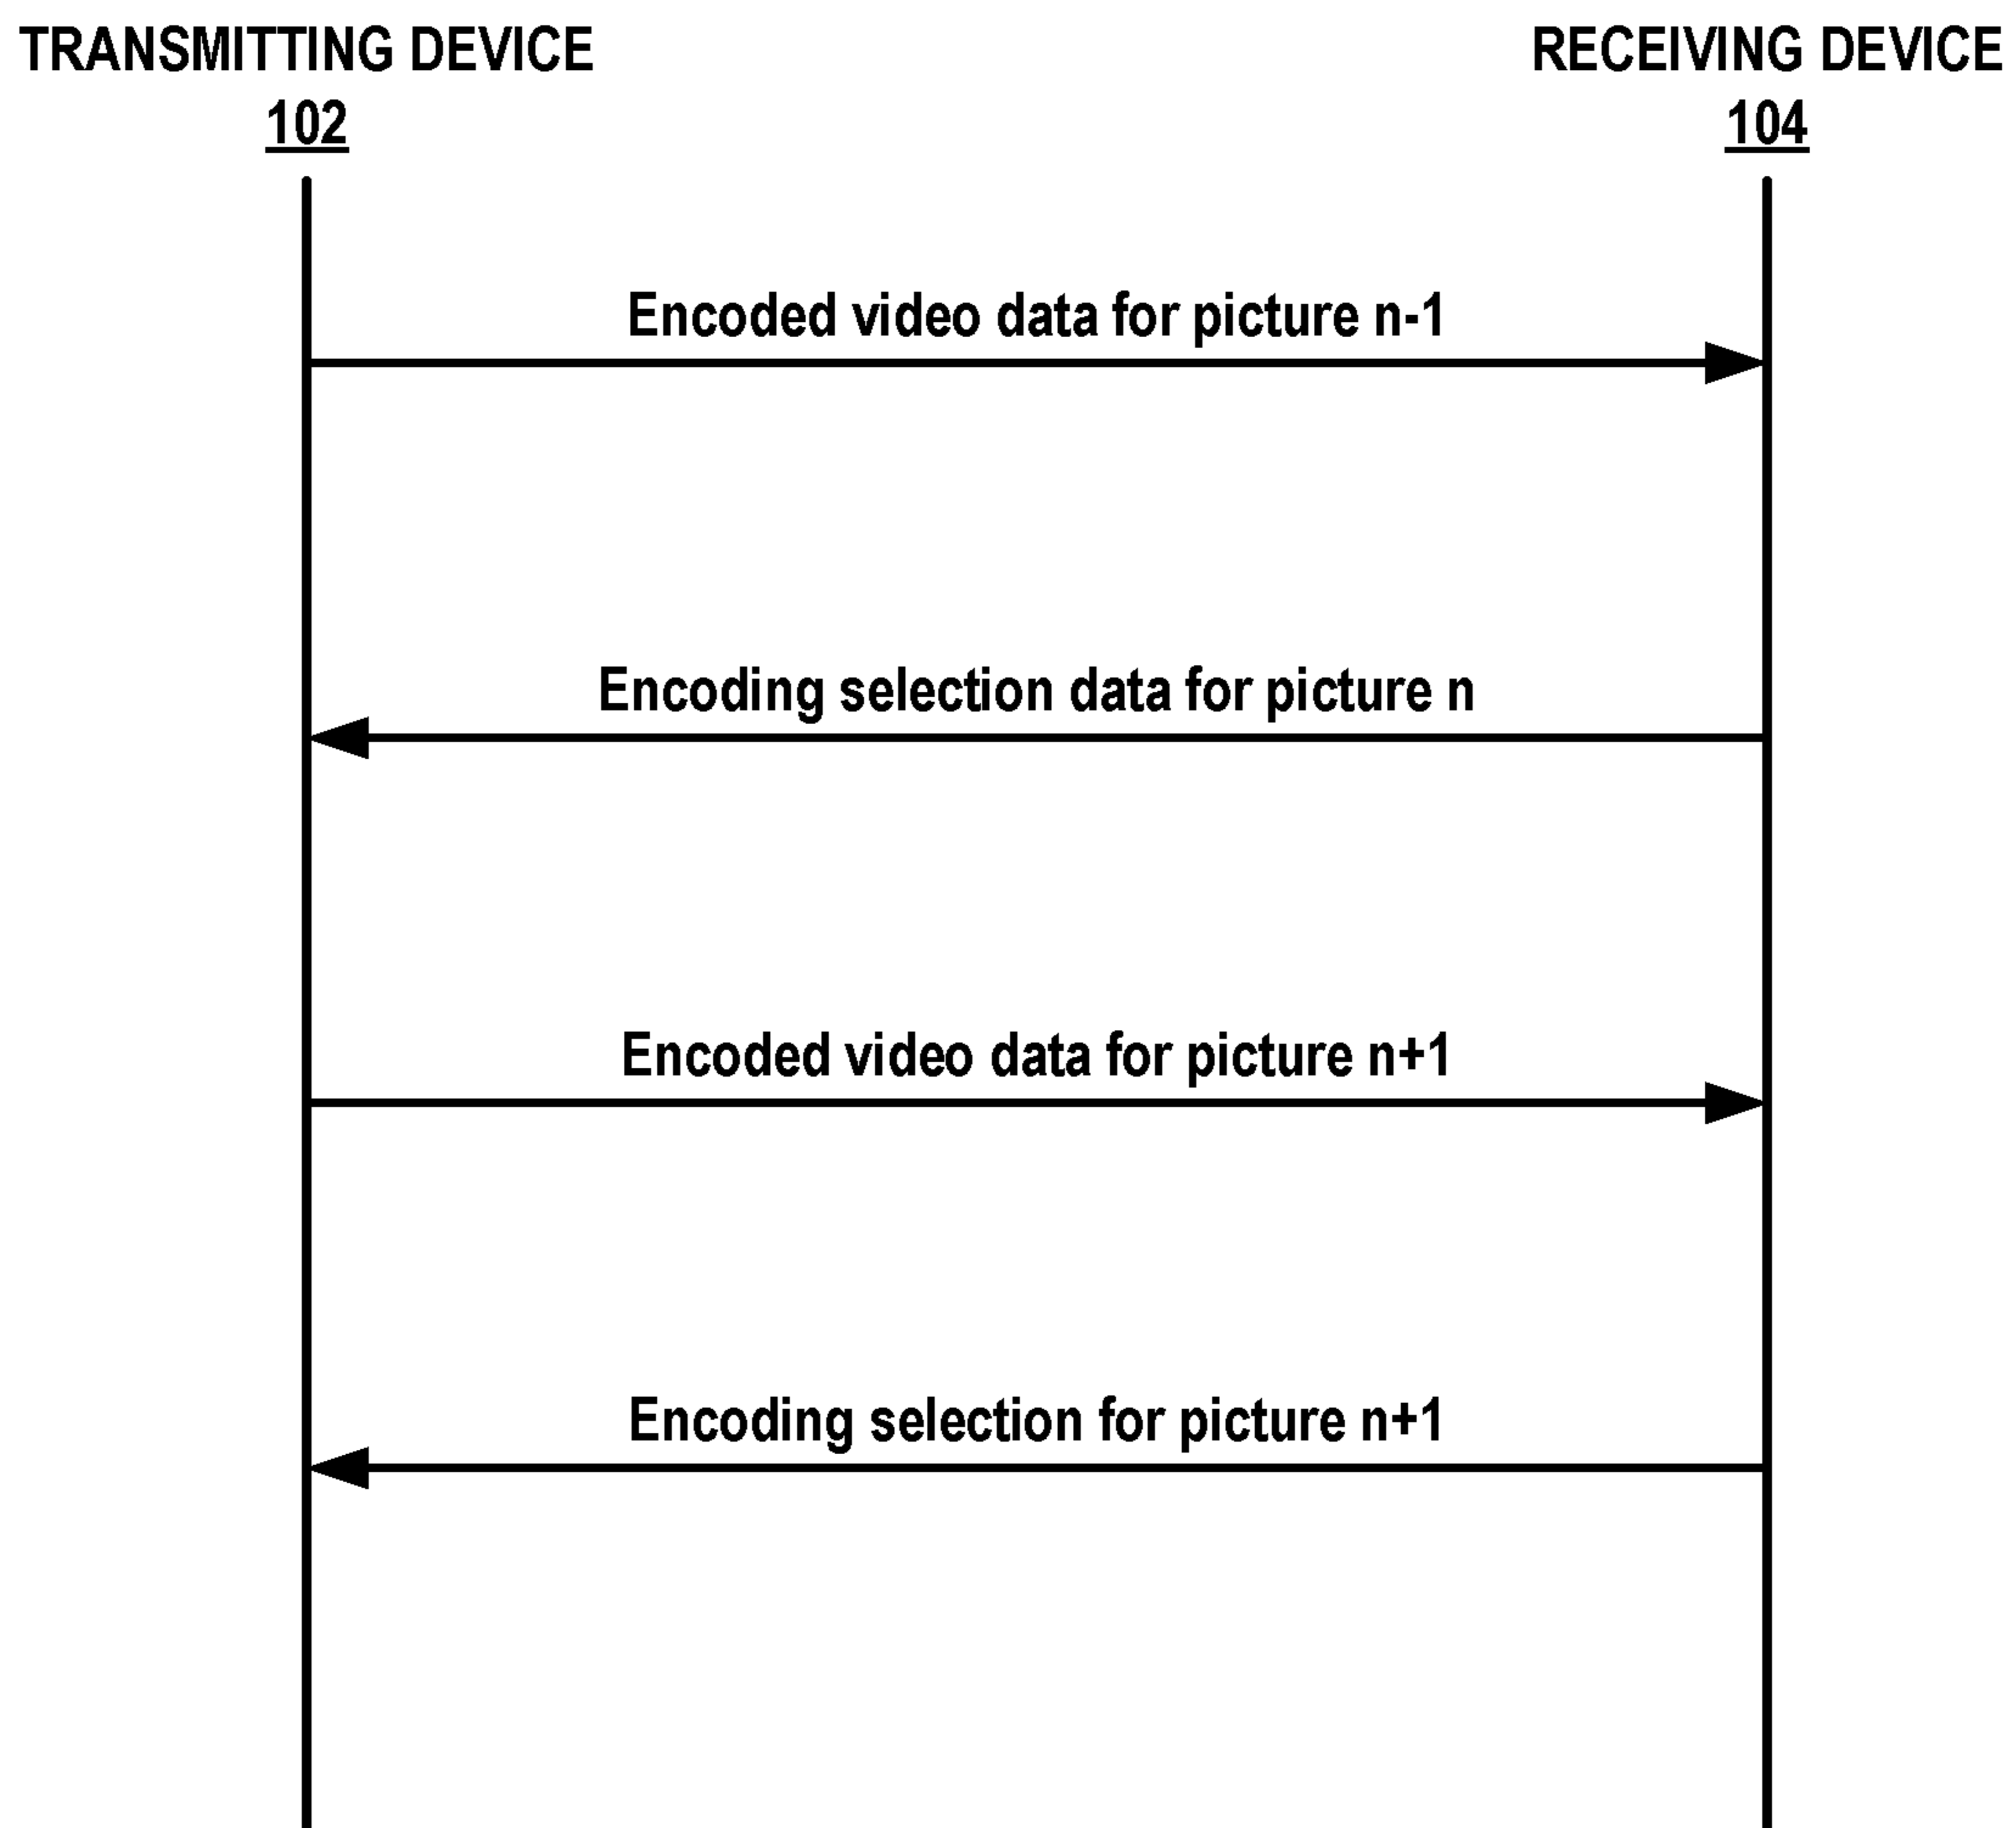 TRANSMITTING DEVICE
102
RECEIVING DEVICE
104
Encoded video data for picture n-1
Encoding selection data for picture n
Encoded video data for picture n+1
Encoding selection for picture n+1